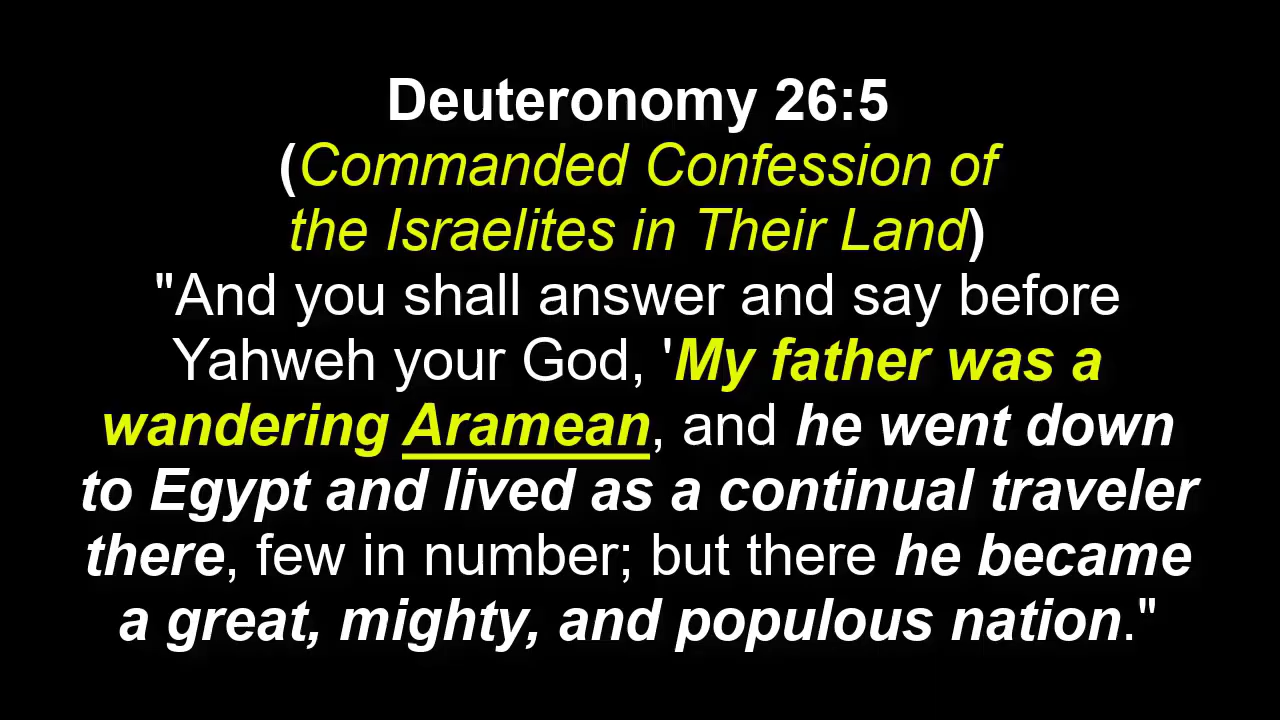 Deuteronomy 26:5
(Commanded Confession of
the Israelites in Their Land)
"And you shall answer and say before
Yahweh your God, 'My father was a
wandering Aramean, and he went down
to Egypt and lived as a continual traveler
there, few in number; but there he became
a great, mighty, and populous nation."